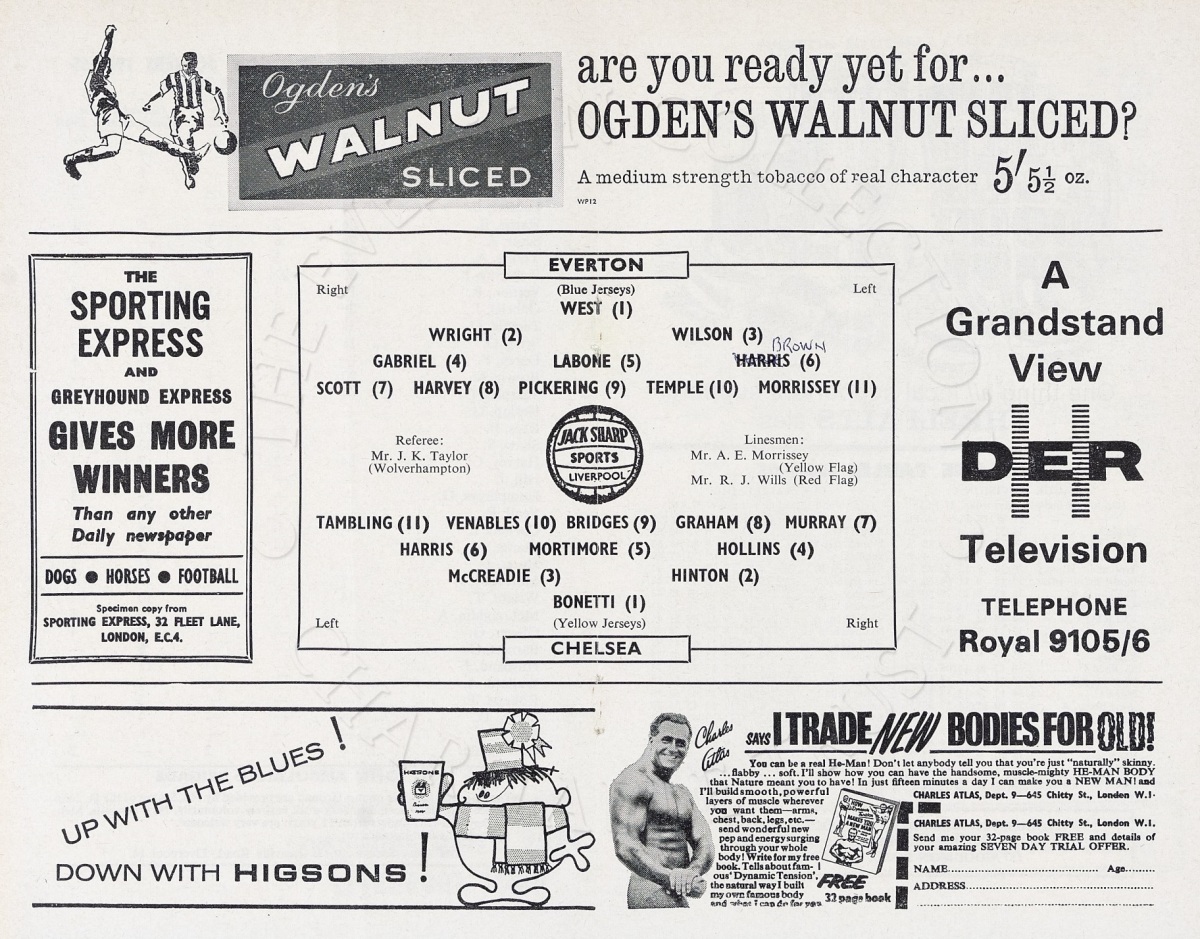 Ogden's
WALNUT
SLICED
are you ready yet for...
OGDEN'S WALNUT SLICED?
A medium strength tobacco of real character 5/5½ oz.
WP12
THE
SPORTING
EXPRESS
AND
GREYHOUND EXPRESS
GIVES MORE
WINNERS
Than any other
Daily newspaper
DOGS ● HORSES ● FOOTBALL
Specimen copy from
SPORTING EXPRESS, 32 FLEET LANE,
LONDON, E.C.4.
EVERTON
Right (Blue Jerseys) Left
WEST (1)
WRIGHT (2) WILSON (3)
BROWN
GABRIEL (4) LABONE (5) HARRIS (6)
SCOTT (7) HARVEY (8) PICKERING (9) TEMPLE (10) MORRISSEY (11)
Referee:
Mr. J. K. Taylor
(Wolverhampton)
JACK SHARP
SPORTS
LIVERPOOL
Linesmen:
Mr. A. E. Morrissey
(Yellow Flag)
Mr. R. J. Wills (Red Flag)
TAMBLING (11) VENABLES (10) BRIDGES (9) GRAHAM (8) MURRAY (7)
HARRIS (6) MORTIMORE (5) HOLLINS (4)
McCREADIE (3) HINTON (2)
BONETTI (1)
Left (Yellow Jerseys) Right
CHELSEA
A
Grandstand
View
DER
Television
TELEPHONE
Royal 9105/6
UP WITH THE BLUES!
DOWN WITH HIGSONS!
HIGSONS
Charles
Atlas
SAYS I TRADE NEW BODIES FOR OLD!
You can be a real He-Man! Don't let anybody tell you that you're just "naturally" skinny.
...flabby ... soft. I'll show how you can have the handsome, muscle-mighty HE-MAN BODY
that Nature meant you to have! In just fifteen minutes a day I can make you a NEW MAN! and
I'll build smooth, powerful
layers of muscle wherever
you want them—arms,
chest, back, legs, etc.—
send wonderful new
pep and energy surging
through your whole
body! Write for my free
book. Tells about fam-
ous 'Dynamic Tension',
the natural way I built
my own famous body
and what I can do for you
FREE
32 page book
CHARLES ATLAS, Dept. 9—645 Chitty St., London W.1.
CHARLES ATLAS, Dept. 9—645 Chitty St., London W.1.
Send me your 32-page book FREE and details of
your amazing SEVEN DAY TRIAL OFFER.
NAME.............................. Age.......
ADDRESS..............................